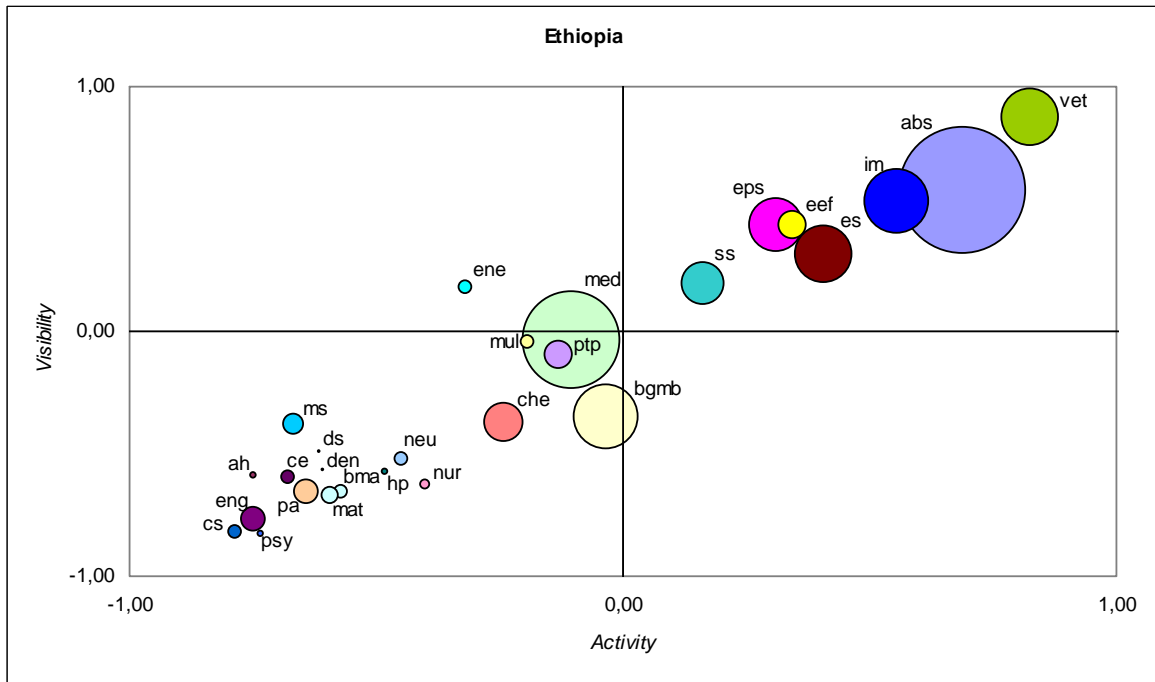 Ethiopia
1,00
vet
abs
im
eps
eef
es
ss
ene
med
0,00
mul
ptp
che
bgmb
ms
ds
neu
ah
ce
den
bma
hp
nur
eng
pa
mat
cs
psy
-1,00
-1,00
0,00
1,00
Visibility
Activity